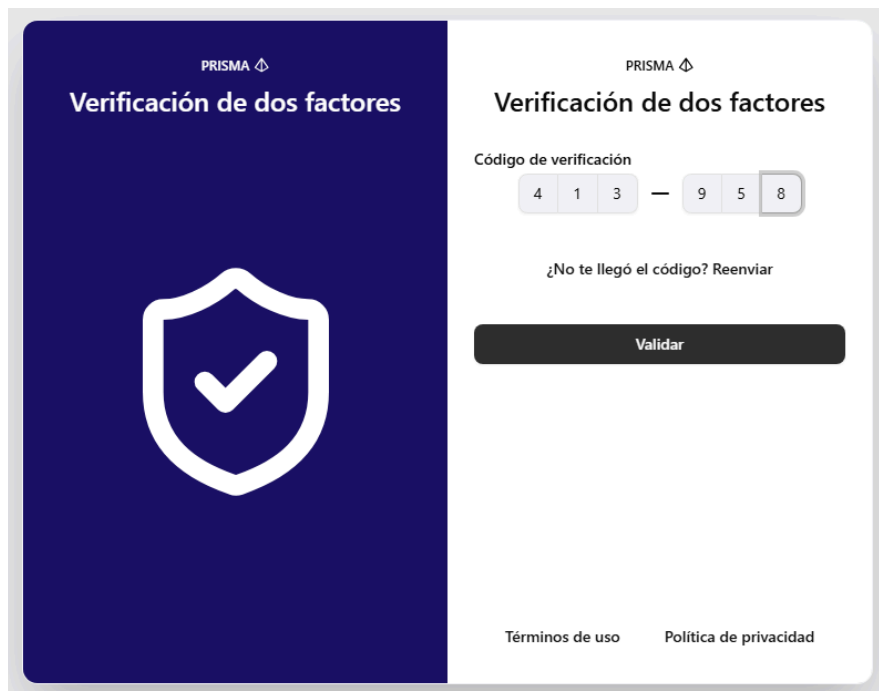 PRISMA
Verificación de dos factores
PRISMA
Verificación de dos factores
Código de verificación
4 1 3 — 9 5 8
¿No te llegó el código? Reenviar
Validar
Términos de uso Política de privacidad